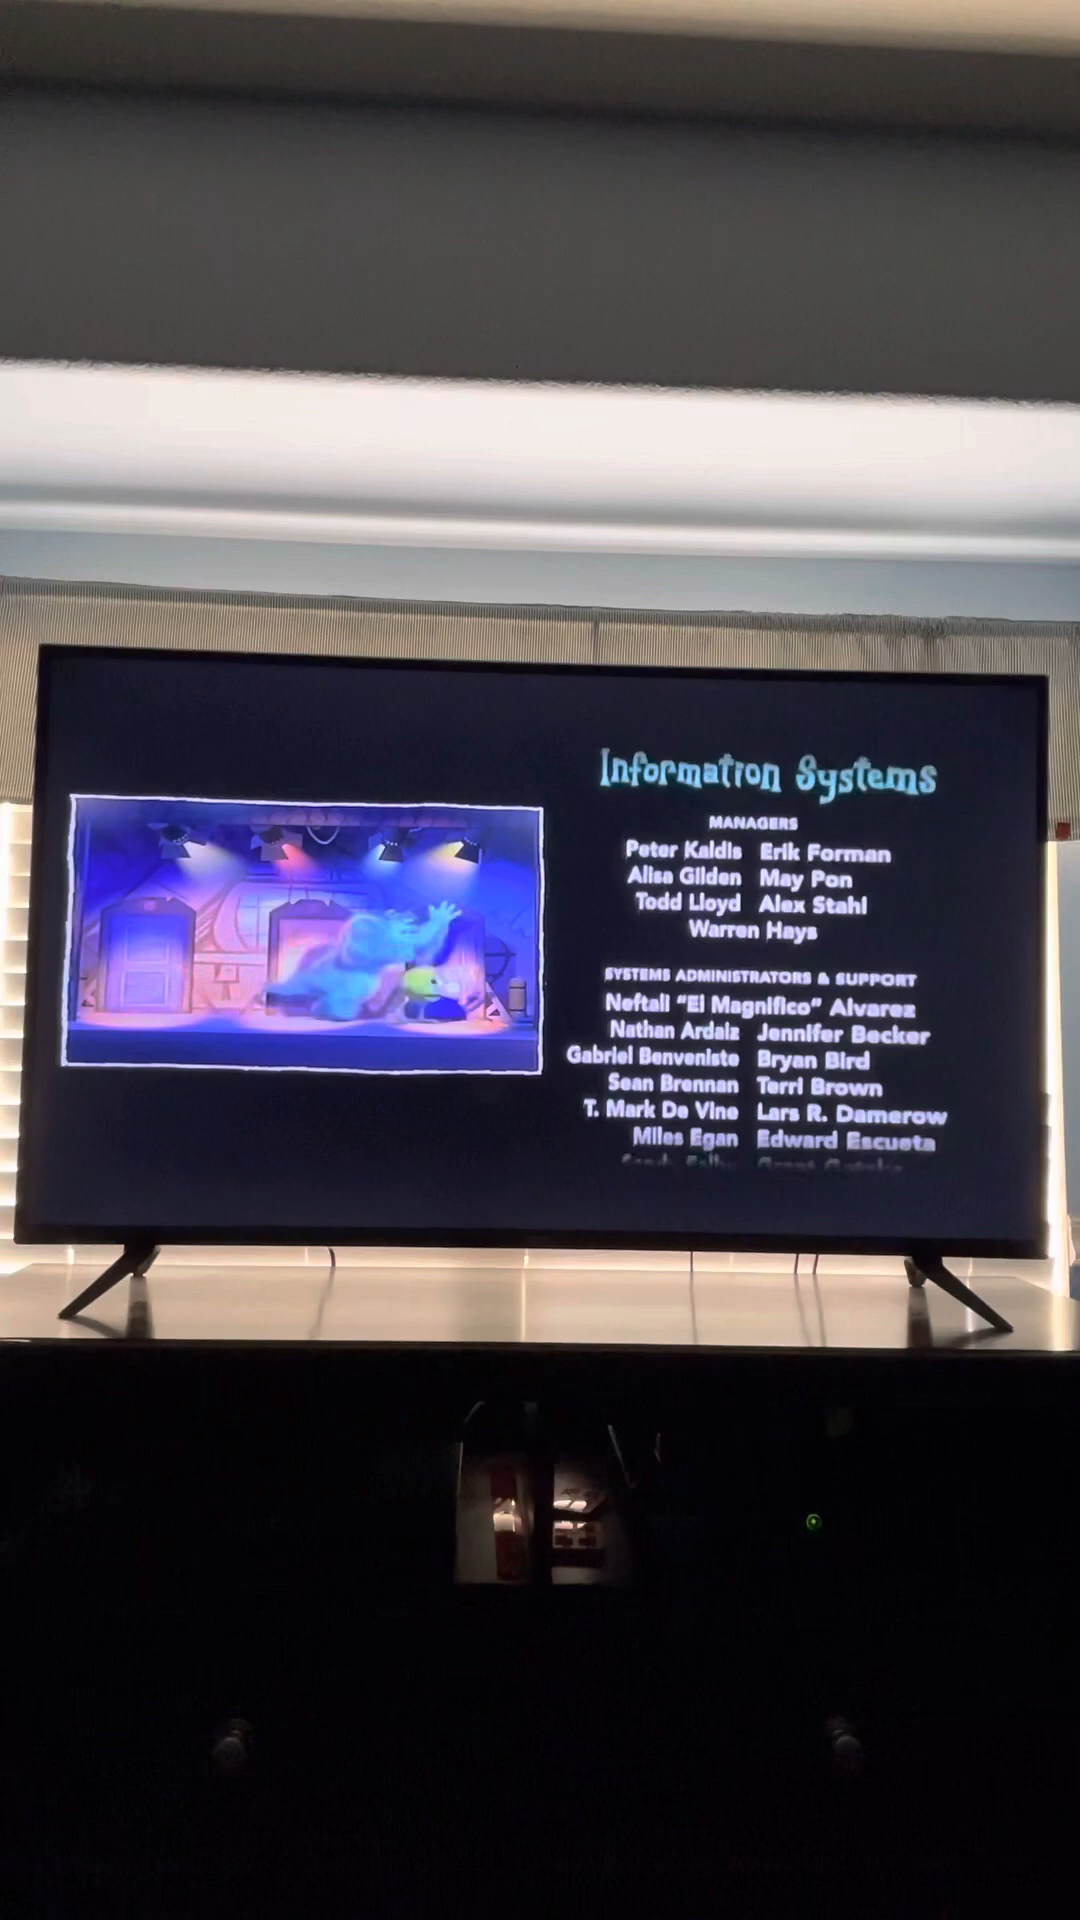 Information Systems
MANAGERS
Peter Kaldis Erik Forman
Alisa Gilden May Pon
Todd Lloyd Alex Stahl
Warren Hays
SYSTEMS ADMINISTRATORS & SUPPORT
Neftali "El Magnifico" Alvarez
Nathan Ardaiz Jennifer Becker
Gabriel Benveniste Bryan Bird
Sean Brennan Terri Brown
T. Mark De Vine Lars R. Damerow
Miles Egan Edward Escueta